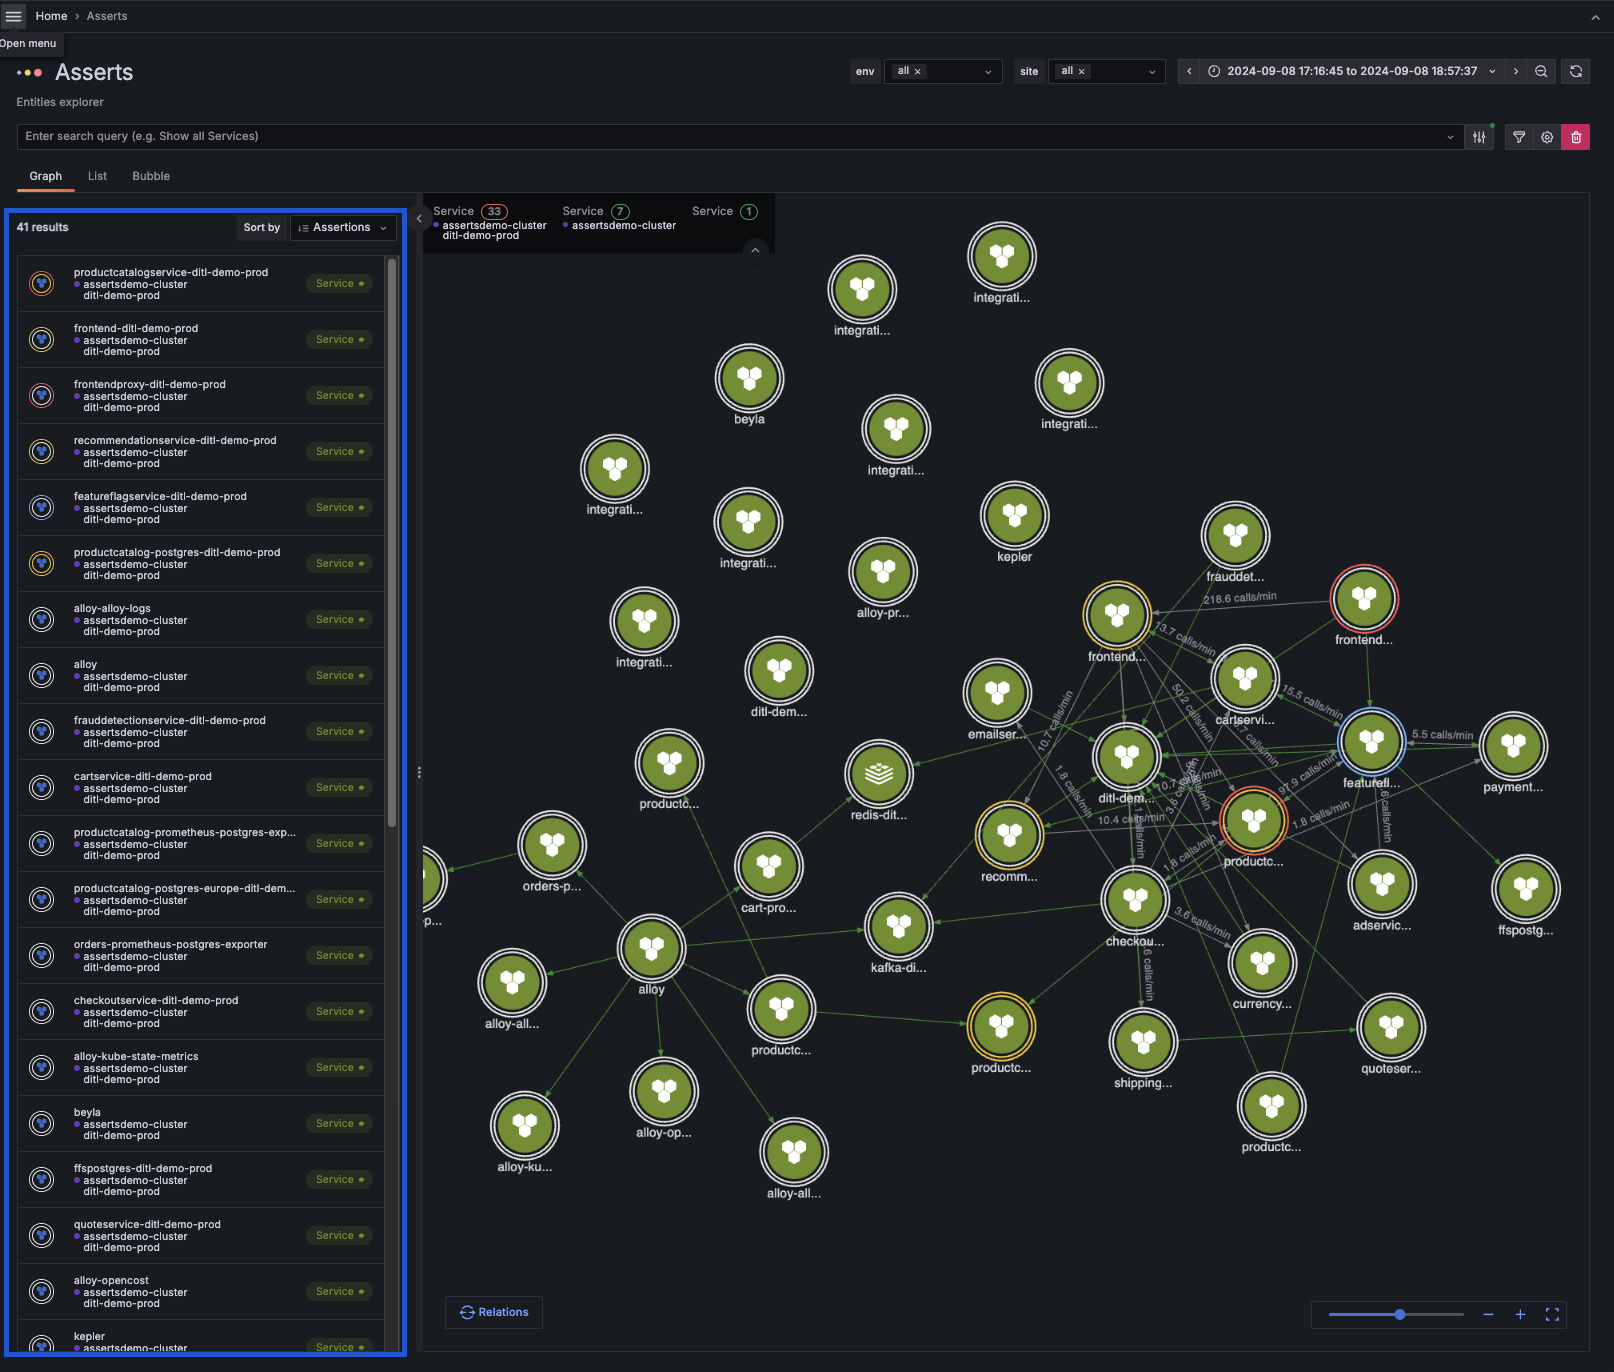 Home › Asserts
Open menu
Asserts
env all × site all × 2024-09-08 17:16:45 to 2024-09-08 18:57:37
Entities explorer
Enter search query (e.g. Show all Services)
Graph List Bubble
41 results Sort by Assertions
productcatalogservice-ditl-demo-prod
assertsdemo-cluster
ditl-demo-prod
Service
frontend-ditl-demo-prod
assertsdemo-cluster
ditl-demo-prod
Service
frontendproxy-ditl-demo-prod
assertsdemo-cluster
ditl-demo-prod
Service
recommendationservice-ditl-demo-prod
assertsdemo-cluster
ditl-demo-prod
Service
featureflagservice-ditl-demo-prod
assertsdemo-cluster
ditl-demo-prod
Service
productcatalog-postgres-ditl-demo-prod
assertsdemo-cluster
ditl-demo-prod
Service
alloy-alloy-logs
assertsdemo-cluster
ditl-demo-prod
Service
alloy
assertsdemo-cluster
ditl-demo-prod
Service
frauddetectionservice-ditl-demo-prod
assertsdemo-cluster
ditl-demo-prod
Service
cartservice-ditl-demo-prod
assertsdemo-cluster
ditl-demo-prod
Service
productcatalog-prometheus-postgres-exp...
assertsdemo-cluster
ditl-demo-prod
Service
productcatalog-postgres-europe-ditl-dem...
assertsdemo-cluster
ditl-demo-prod
Service
orders-prometheus-postgres-exporter
assertsdemo-cluster
ditl-demo-prod
Service
checkoutservice-ditl-demo-prod
assertsdemo-cluster
ditl-demo-prod
Service
alloy-kube-state-metrics
assertsdemo-cluster
ditl-demo-prod
Service
beyla
assertsdemo-cluster
ditl-demo-prod
Service
ffspostgres-ditl-demo-prod
assertsdemo-cluster
ditl-demo-prod
Service
quoteservice-ditl-demo-prod
assertsdemo-cluster
ditl-demo-prod
Service
alloy-opencost
assertsdemo-cluster
ditl-demo-prod
Service
kepler
assertsdemo-cluster
Service
Service 33
assertsdemo-cluster
ditl-demo-prod
Service 7
assertsdemo-cluster
Service 1
integrati...
integrati...
beyla
integrati...
integrati...
integrati...
integrati...
kepler
frauddet...
alloy-pr...
218.6 calls/min
frontend...
frontend...
13.7 calls/min
integrati...
ditl-dem...
emailser...
10.7 calls/min
50.2 calls/min
cartservi...
15.5 calls/min
5.5 calls/min
featurefl...
payment...
productc...
redis-dit...
1.8 calls/min
ditl-dem...
10.7 calls/min
97.9 calls/min
10.4 calls/min
1.8 calls/min
1.8 calls/min
productc...
recomm...
orders-p...
cart-pro...
3.6 calls/min
adservic...
ffspostg...
checkou...
kafka-di...
alloy
currency...
alloy-all...
productc...
productc...
shipping...
quoteser...
alloy-op...
alloy-ku...
alloy-all...
productc...
Relations